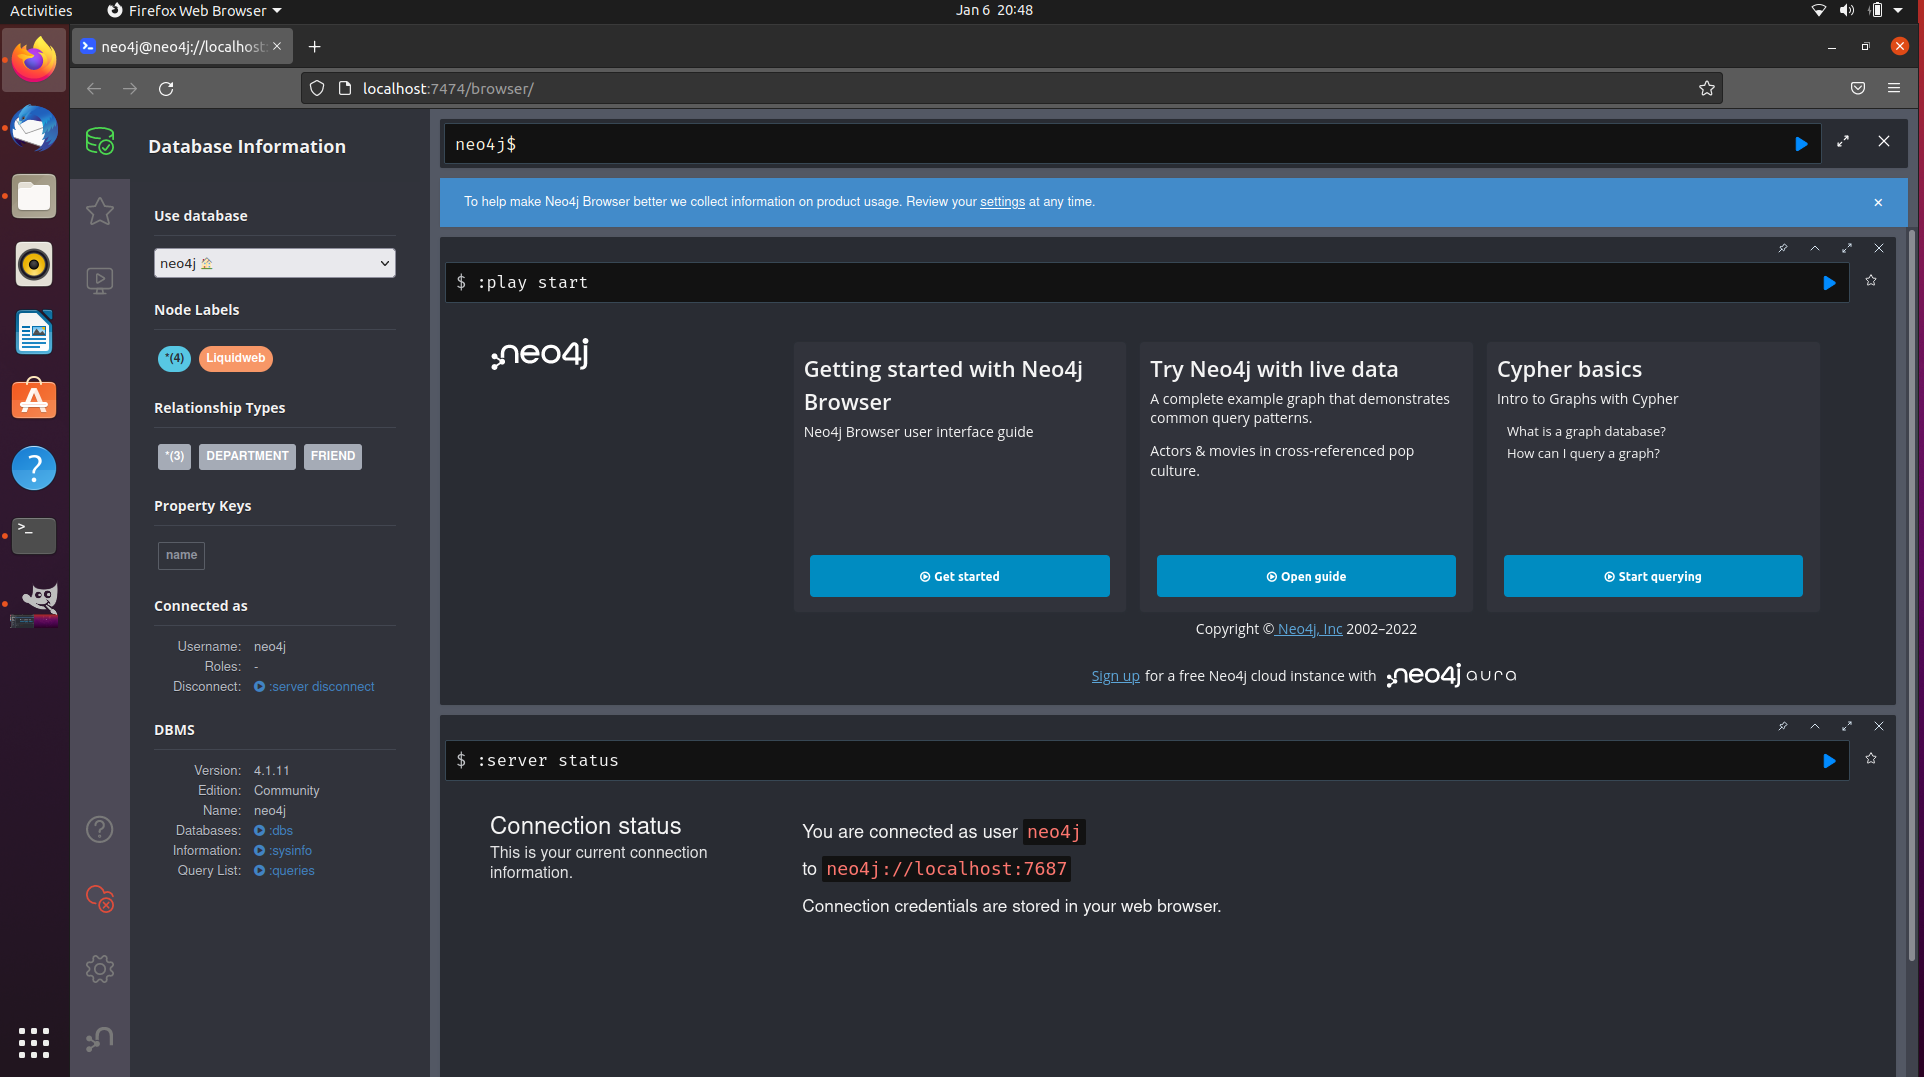 Activities
Firefox Web Browser
Jan 6 20:48
neo4j@neo4j://localhost:
localhost:7474/browser/
Database Information
Use database
neo4j
Node Labels
*(4) Liquidweb
Relationship Types
*(3) DEPARTMENT FRIEND
Property Keys
name
Connected as
Username: neo4j
Roles: -
Disconnect: :server disconnect
DBMS
Version: 4.1.11
Edition: Community
Name: neo4j
Databases: :dbs
Information: :sysinfo
Query List: :queries
neo4j$
To help make Neo4j Browser better we collect information on product usage. Review your settings at any time.
$ :play start
neo4j
Getting started with Neo4j
Browser
Neo4j Browser user interface guide
Get started
Try Neo4j with live data
A complete example graph that demonstrates
common query patterns.
Actors & movies in cross-referenced pop
culture.
Open guide
Cypher basics
Intro to Graphs with Cypher
What is a graph database?
How can I query a graph?
Start querying
Copyright © Neo4j, Inc 2002–2022
Sign up for a free Neo4j cloud instance with neo4j aura
$ :server status
Connection status
This is your current connection
information.
You are connected as user neo4j
to neo4j://localhost:7687
Connection credentials are stored in your web browser.